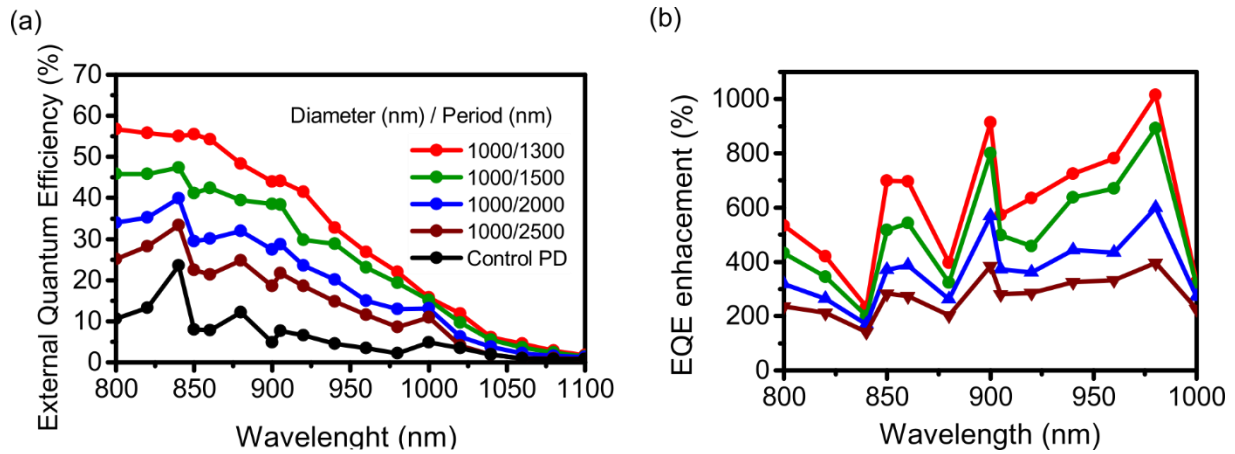 (a)
External Quantum Efficiency (%)
70
60
50
40
30
20
10
0
Diameter (nm) / Period (nm)
1000/1300
1000/1500
1000/2000
1000/2500
Control PD
800 850 900 950 1000 1050 1100
Wavelenght (nm)
(b)
EQE enhacement (%)
1000
800
600
400
200
0
800 850 900 950 1000
Wavelength (nm)